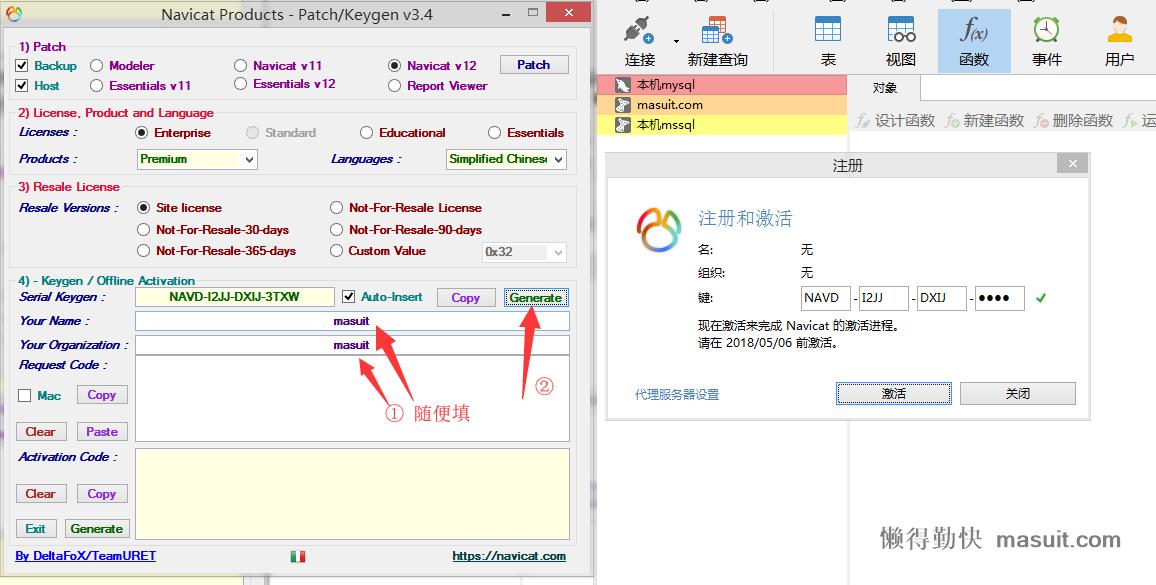 Navicat Products - Patch/Keygen v3.4
1) Patch
Backup
Modeler
Navicat v11
Navicat v12
Patch
Host
Essentials v11
Essentials v12
Report Viewer
2) License, Product and Language
Licenses :
Enterprise
Standard
Educational
Essentials
Products :
Premium
Languages :
Simplified Chinese
3) Resale License
Resale Versions :
Site license
Not-For-Resale License
Not-For-Resale-30-days
Not-For-Resale-90-days
Not-For-Resale-365-days
Custom Value
0x32
4) - Keygen / Offline Activation
Serial Keygen :
NAVD-I2JJ-DXIJ-3TXW
Auto-Insert
Copy
Generate
Your Name :
masuit
Your Organization :
masuit
Request Code :
Mac
Copy
① 随便填
②
Clear
Paste
Activation Code :
Clear
Copy
Exit
Generate
By DeltaFoX/TeamURET
https://navicat.com
连接
新建查询
表
视图
f(x)
函数
事件
用户
本机mysql
masuit.com
本机mssql
对象
设计函数
新建函数
删除函数
运
注册
注册和激活
名:
无
组织:
无
键:
NAVD - I2JJ - DXIJ - ●●●●
现在激活来完成 Navicat 的激活进程。
请在 2018/05/06 前激活。
代理服务器设置
激活
关闭
懒得勤快 masuit.com